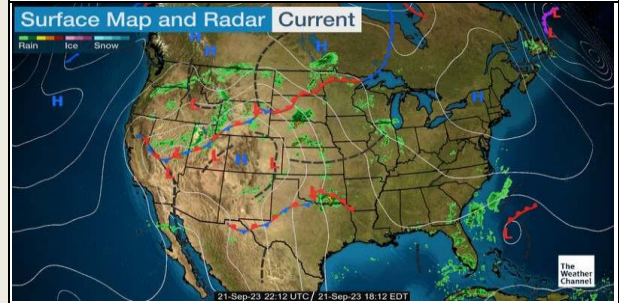 Surface Map and Radar Current
Rain Ice Snow
H
H
H
H
H
H
L
L
L
L
L
L
L
L
L
L
The
Weather
Channel
21-Sep-23 22:12 UTC / 21-Sep-23 18:12 EDT